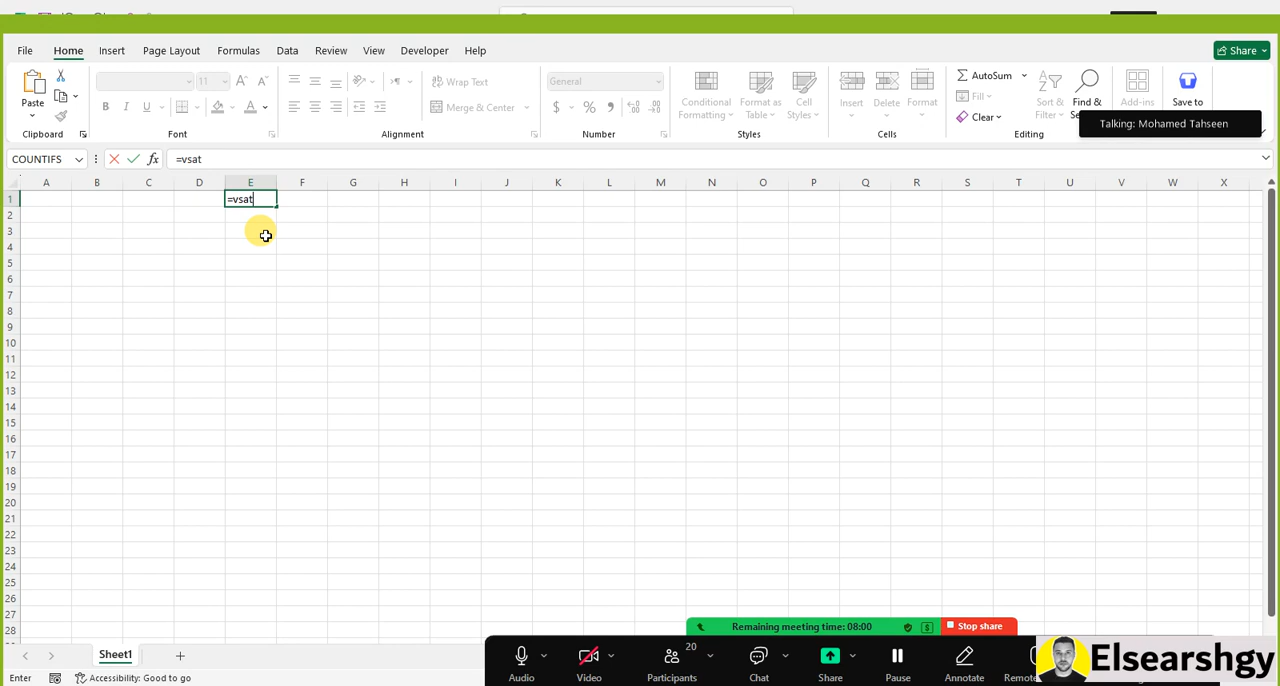 File Home Insert Page Layout Formulas Data Review View Developer Help Share
Paste
11
Wrap Text
General
Conditional
Formatting
Format as
Table
Cell
Styles
Insert
Delete
Format
AutoSum
Sort &
Filter
Find &
Add-ins
Save to
B I U
A A
Merge & Center
$ %
Fill
Clear
Talking: Mohamed Tahseen
Clipboard Font Alignment Number Styles Cells Editing
COUNTIFS fx =vsat
A B C D E F G H I J K L M N O P Q R S T U V W X
1 =vsat
2
3
4
5
6
7
8
9
10
11
12
13
14
15
16
17
18
19
20
21
22
23
24
25
26
27
28
Remaining meeting time: 08:00 Stop share
Sheet1
20
Audio Video Participants Chat Share Pause Annotate
Elsearshgy
Enter Accessibility: Good to go